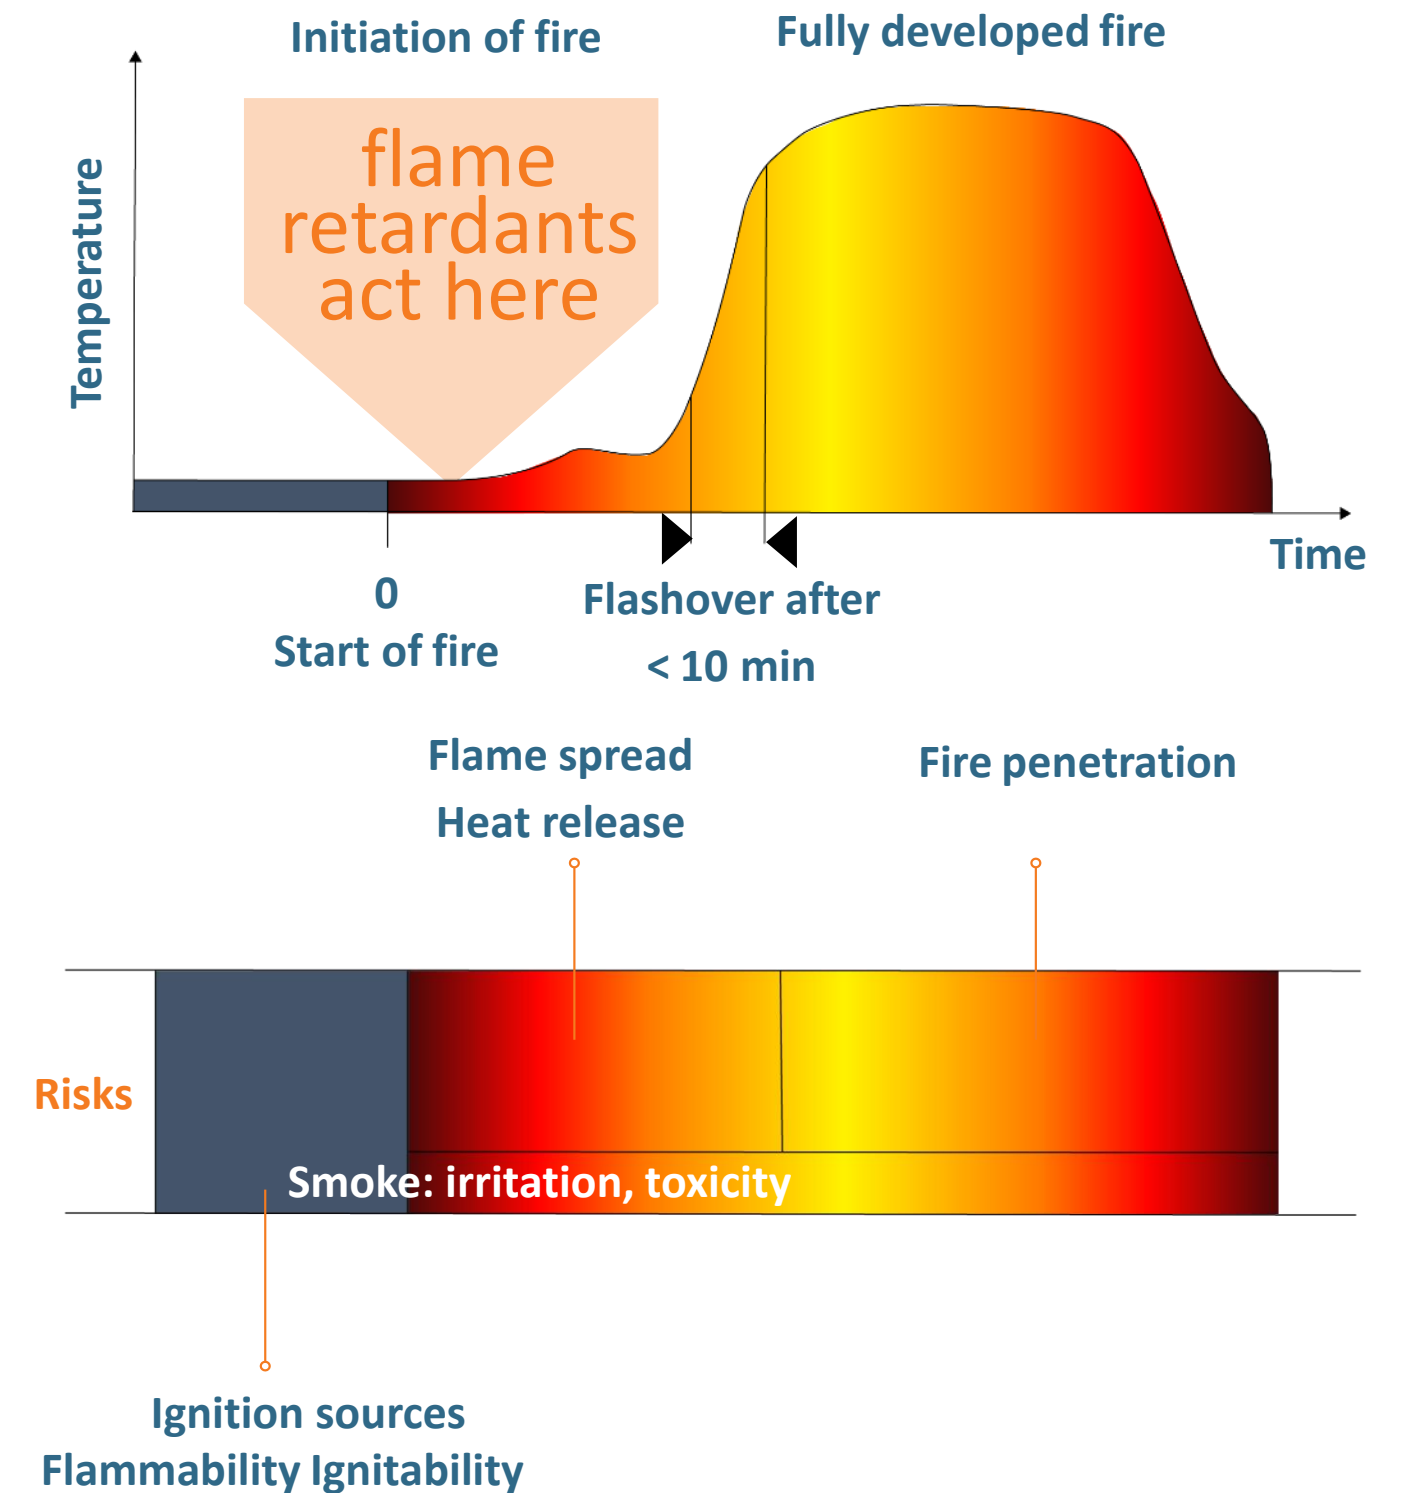 Initiation of fire
Fully developed fire
flame
retardants
act here
Temperature
Time
0
Start of fire
Flashover after
< 10 min
Flame spread
Heat release
Fire penetration
Risks
Smoke: irritation, toxicity
Ignition sources
Flammability Ignitability